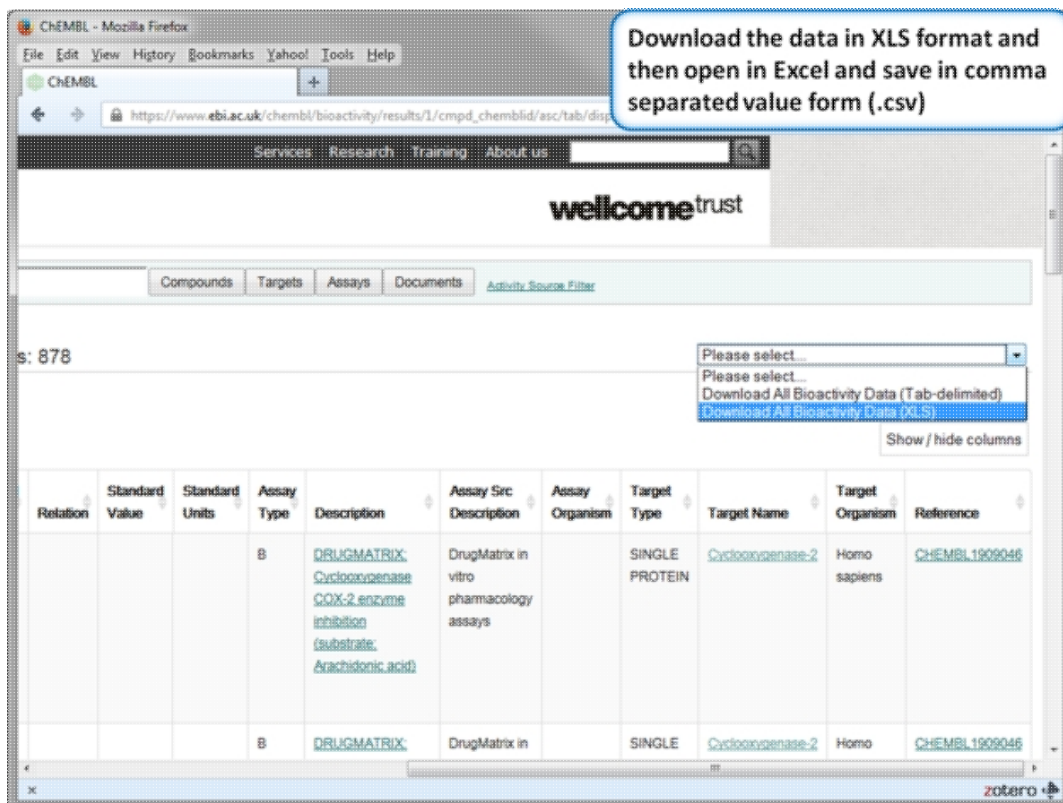 ChEMBL - Mozilla Firefox
Download the data in XLS format and
then open in Excel and save in comma
separated value form (.csv)
File Edit View History Bookmarks Yahoo! Tools Help
ChEMBL
https://www.ebi.ac.uk/chembl/bioactivity/results/1/cmpd_chemblid/asc/tab/disp
Services Research Training About us
wellcometrust
Compounds Targets Assays Documents Activity Source Filter
s: 878
Please select...
Please select...
Download All Bioactivity Data (Tab-delimited)
Download All Bioactivity Data (XLS)
Show / hide columns
Relation Standard Value Standard Units Assay Type Description Assay Src Description Assay Organism Target Type Target Name Target Organism Reference
B DRUGMATRIX: DrugMatrix in SINGLE Cyclooxygenase-2 Homo CHEMBL1909046
Cyclooxygenase vitro PROTEIN sapiens
COX-2 enzyme pharmacology
inhibition assays
(substrate:
Arachidonic acid)
B DRUGMATRIX: DrugMatrix in SINGLE Cyclooxygenase-2 Homo CHEMBL1909046
zotero